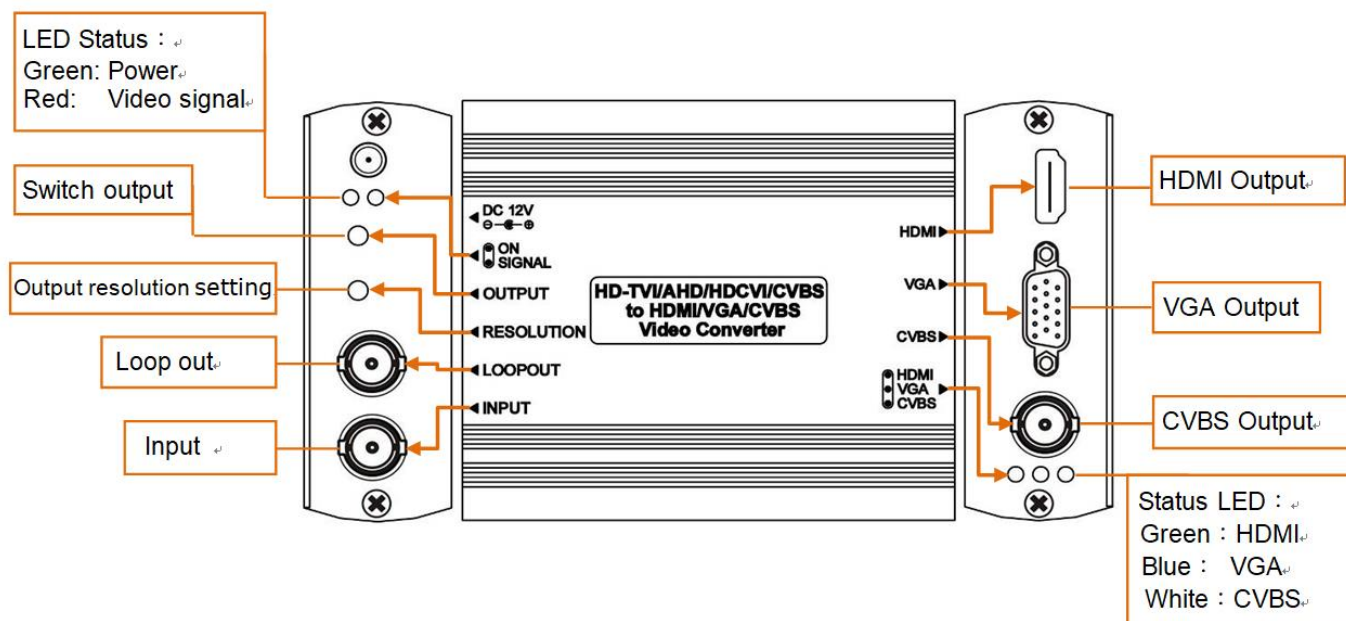 LED Status：
Green: Power
Red: Video signal
Switch output
Output resolution setting
Loop out
Input
DC 12V
ON
SIGNAL
OUTPUT
RESOLUTION
LOOPOUT
INPUT
HD-TVI/AHD/HDCVI/CVBS
to HDMI/VGA/CVBS
Video Converter
HDMI
VGA
CVBS
HDMI
VGA
CVBS
HDMI Output
VGA Output
CVBS Output
Status LED：
Green：HDMI
Blue： VGA
White：CVBS